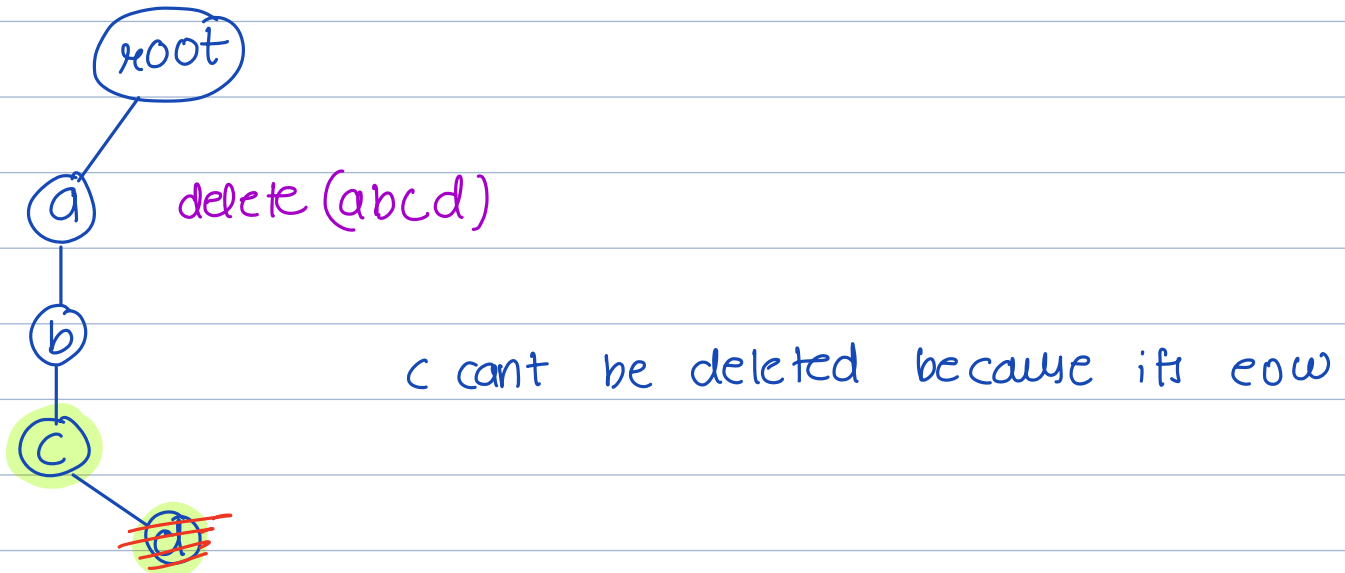 root
a delete (abcd)
b
c cant be deleted because its eow
c
d